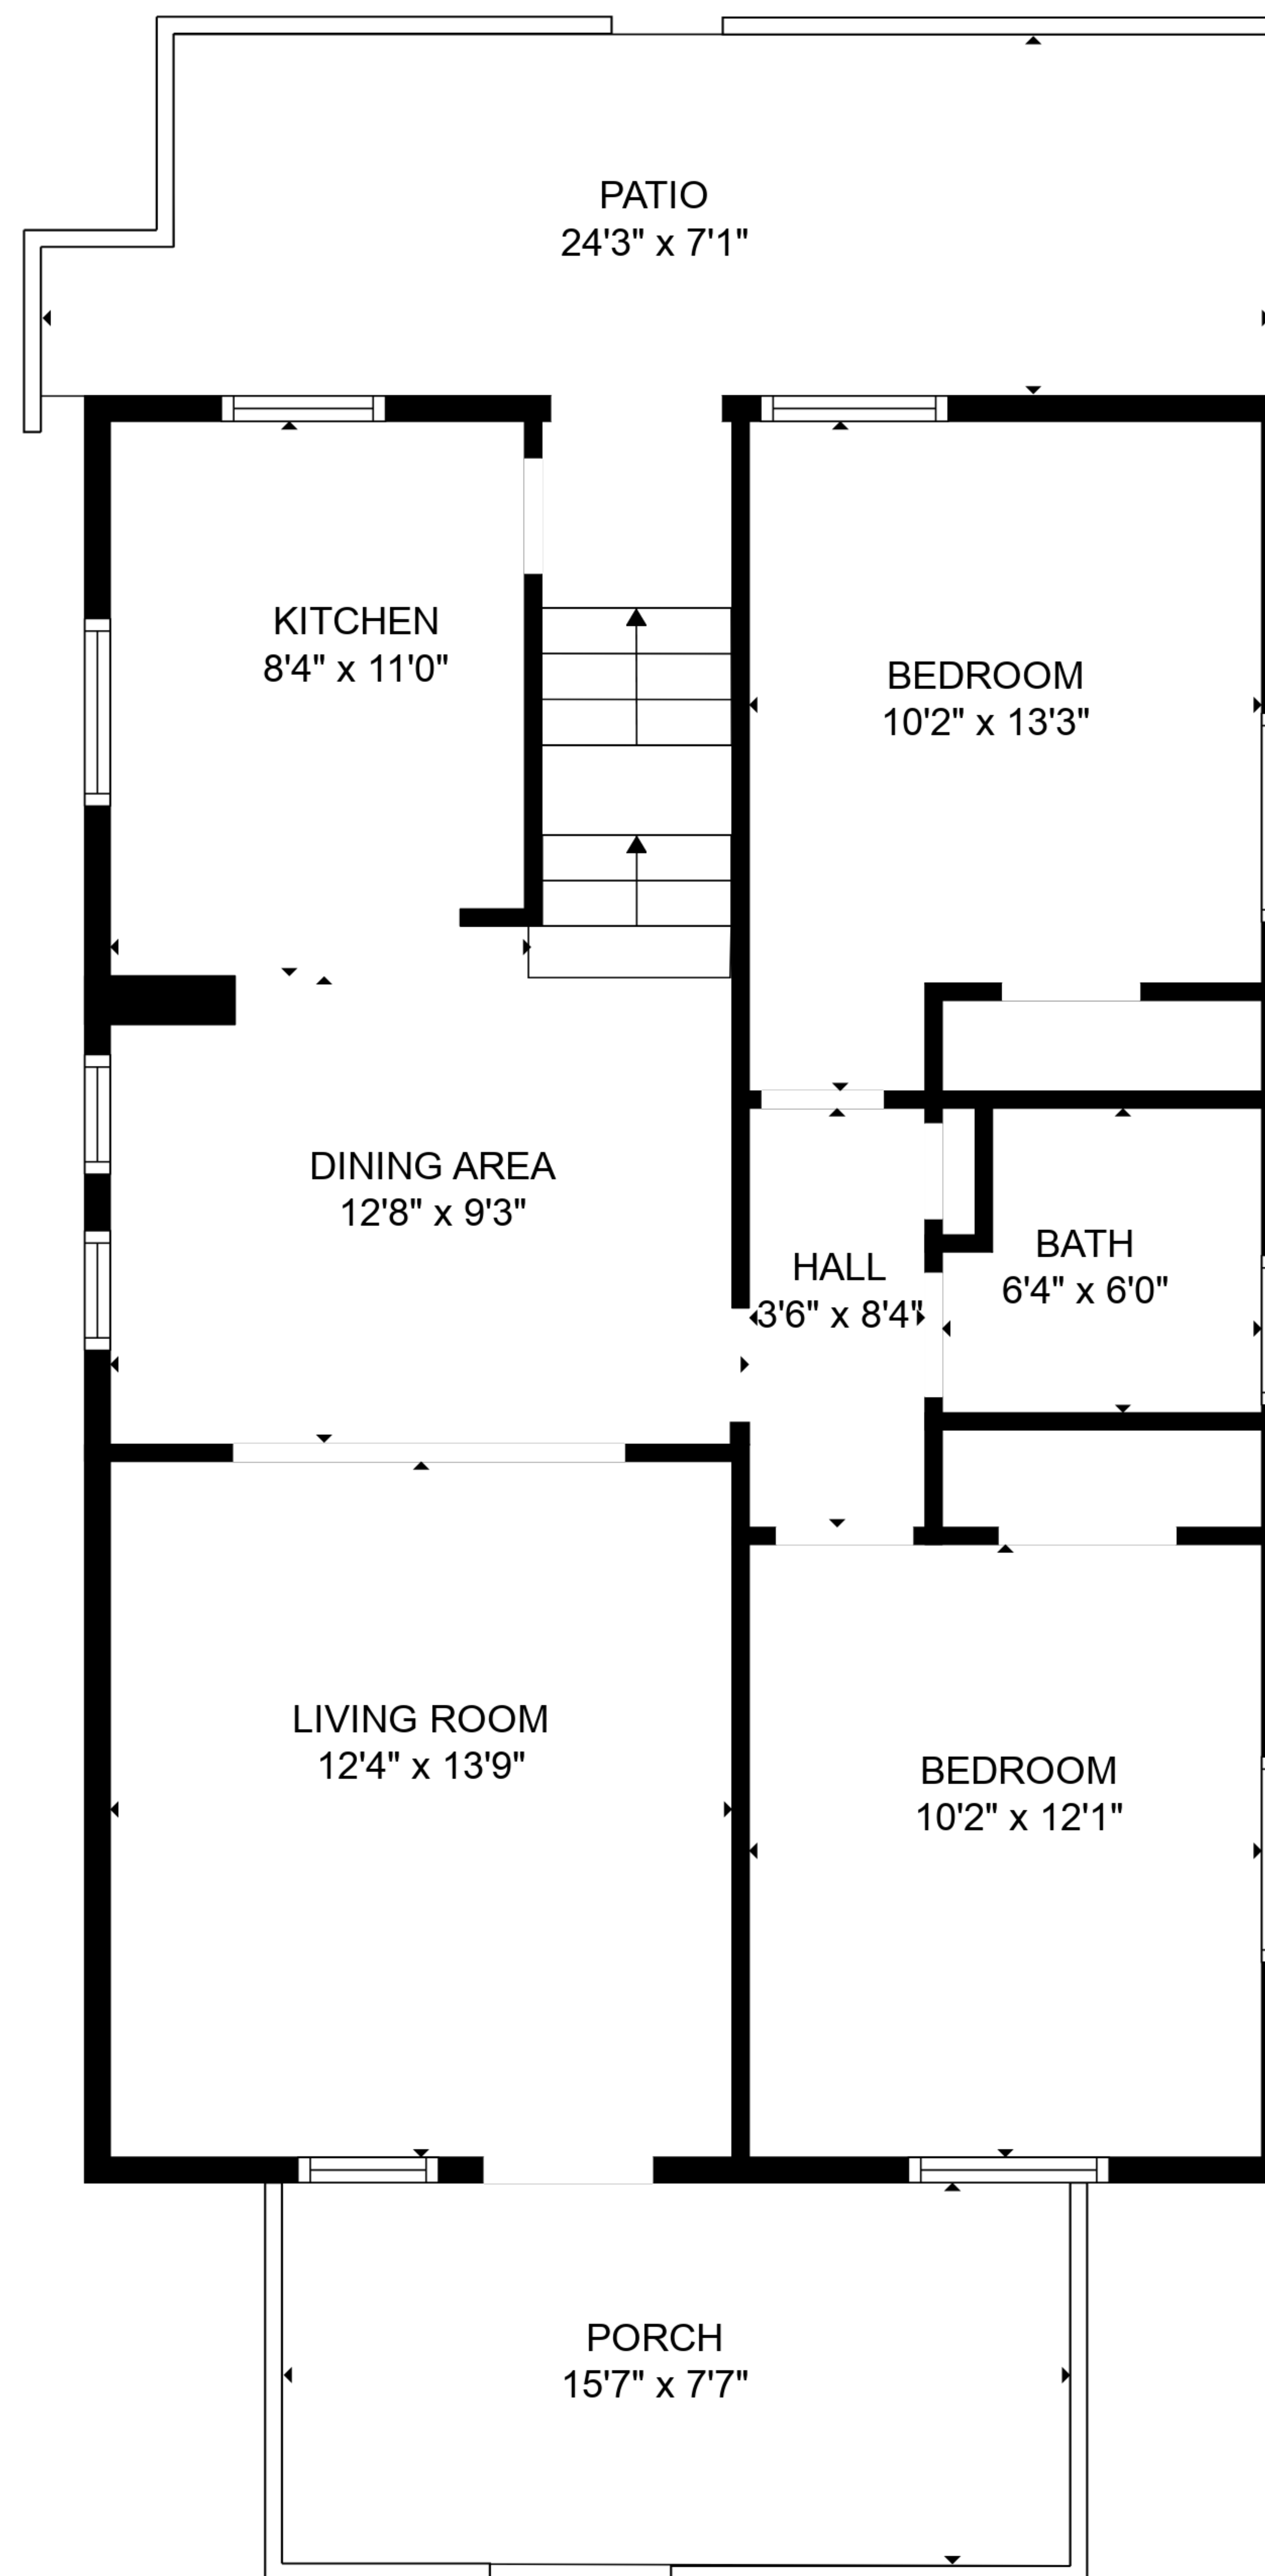 PATIO
24'3" x 7'1"
KITCHEN
8'4" x 11'0"
BEDROOM
10'2" x 13'3"
DINING AREA
12'8" x 9'3"
HALL
3'6" x 8'4"
BATH
6'4" x 6'0"
LIVING ROOM
12'4" x 13'9"
BEDROOM
10'2" x 12'1"
PORCH
15'7" x 7'7"